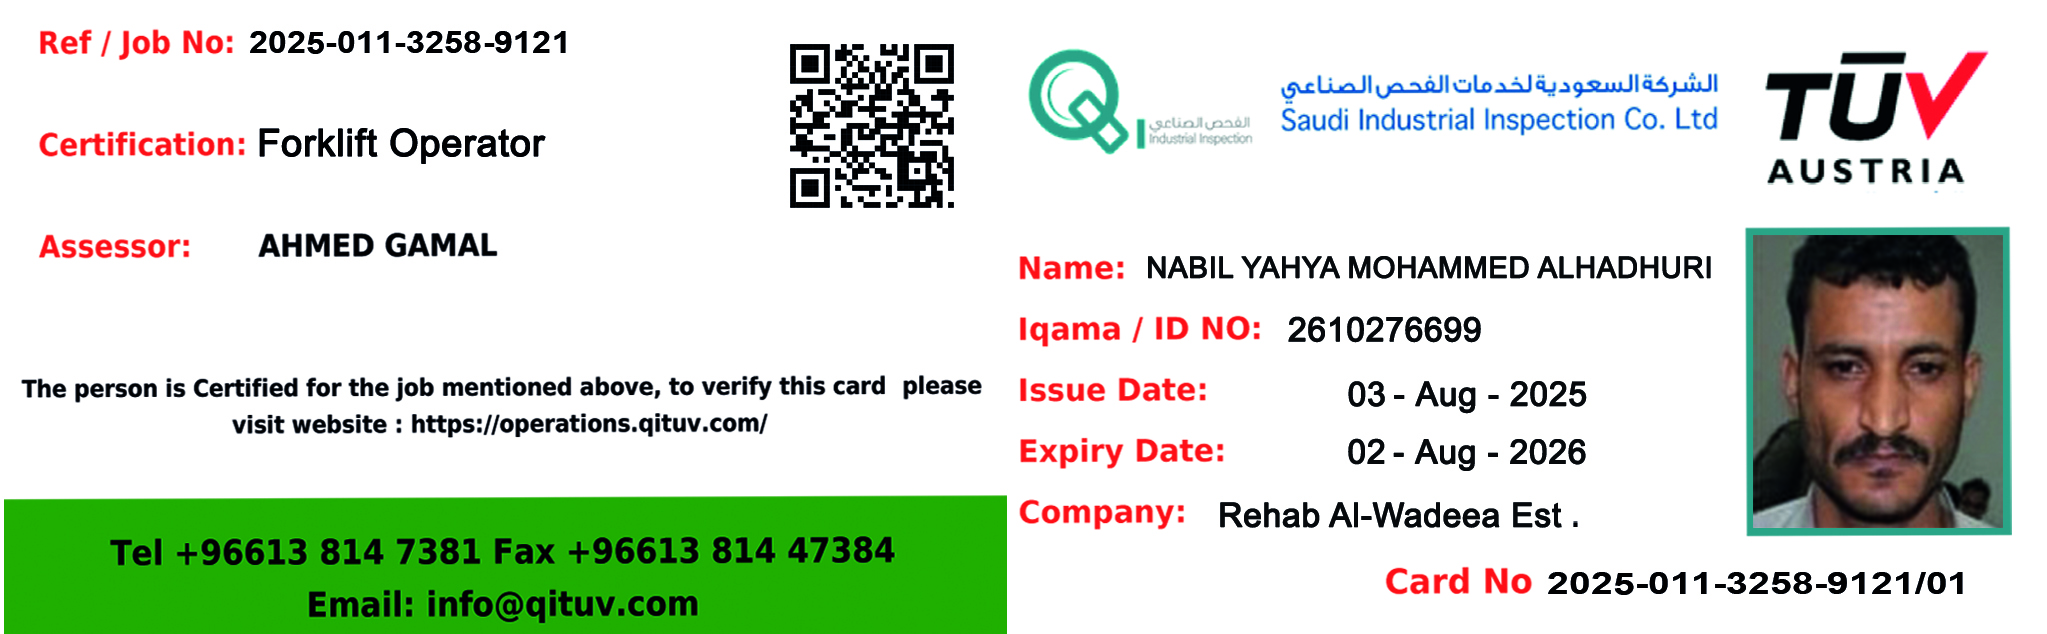 Ref / Job No: 2025-011-3258-9121
Certification: Forklift Operator
Assessor: AHMED GAMAL
The person is Certified for the job mentioned above, to verify this card please
visit website : https://operations.qituv.com/
Tel +96613 814 7381 Fax +96613 814 47384
Email: info@qituv.com
الفحص الصناعي
Industrial Inspection
الشركة السعودية لخدمات الفحص الصناعي
Saudi Industrial Inspection Co. Ltd
TÜV
AUSTRIA
Name: NABIL YAHYA MOHAMMED ALHADHURI
Iqama / ID NO: 2610276699
Issue Date: 03 - Aug - 2025
Expiry Date: 02 - Aug - 2026
Company: Rehab Al-Wadeea Est .
Card No 2025-011-3258-9121/01